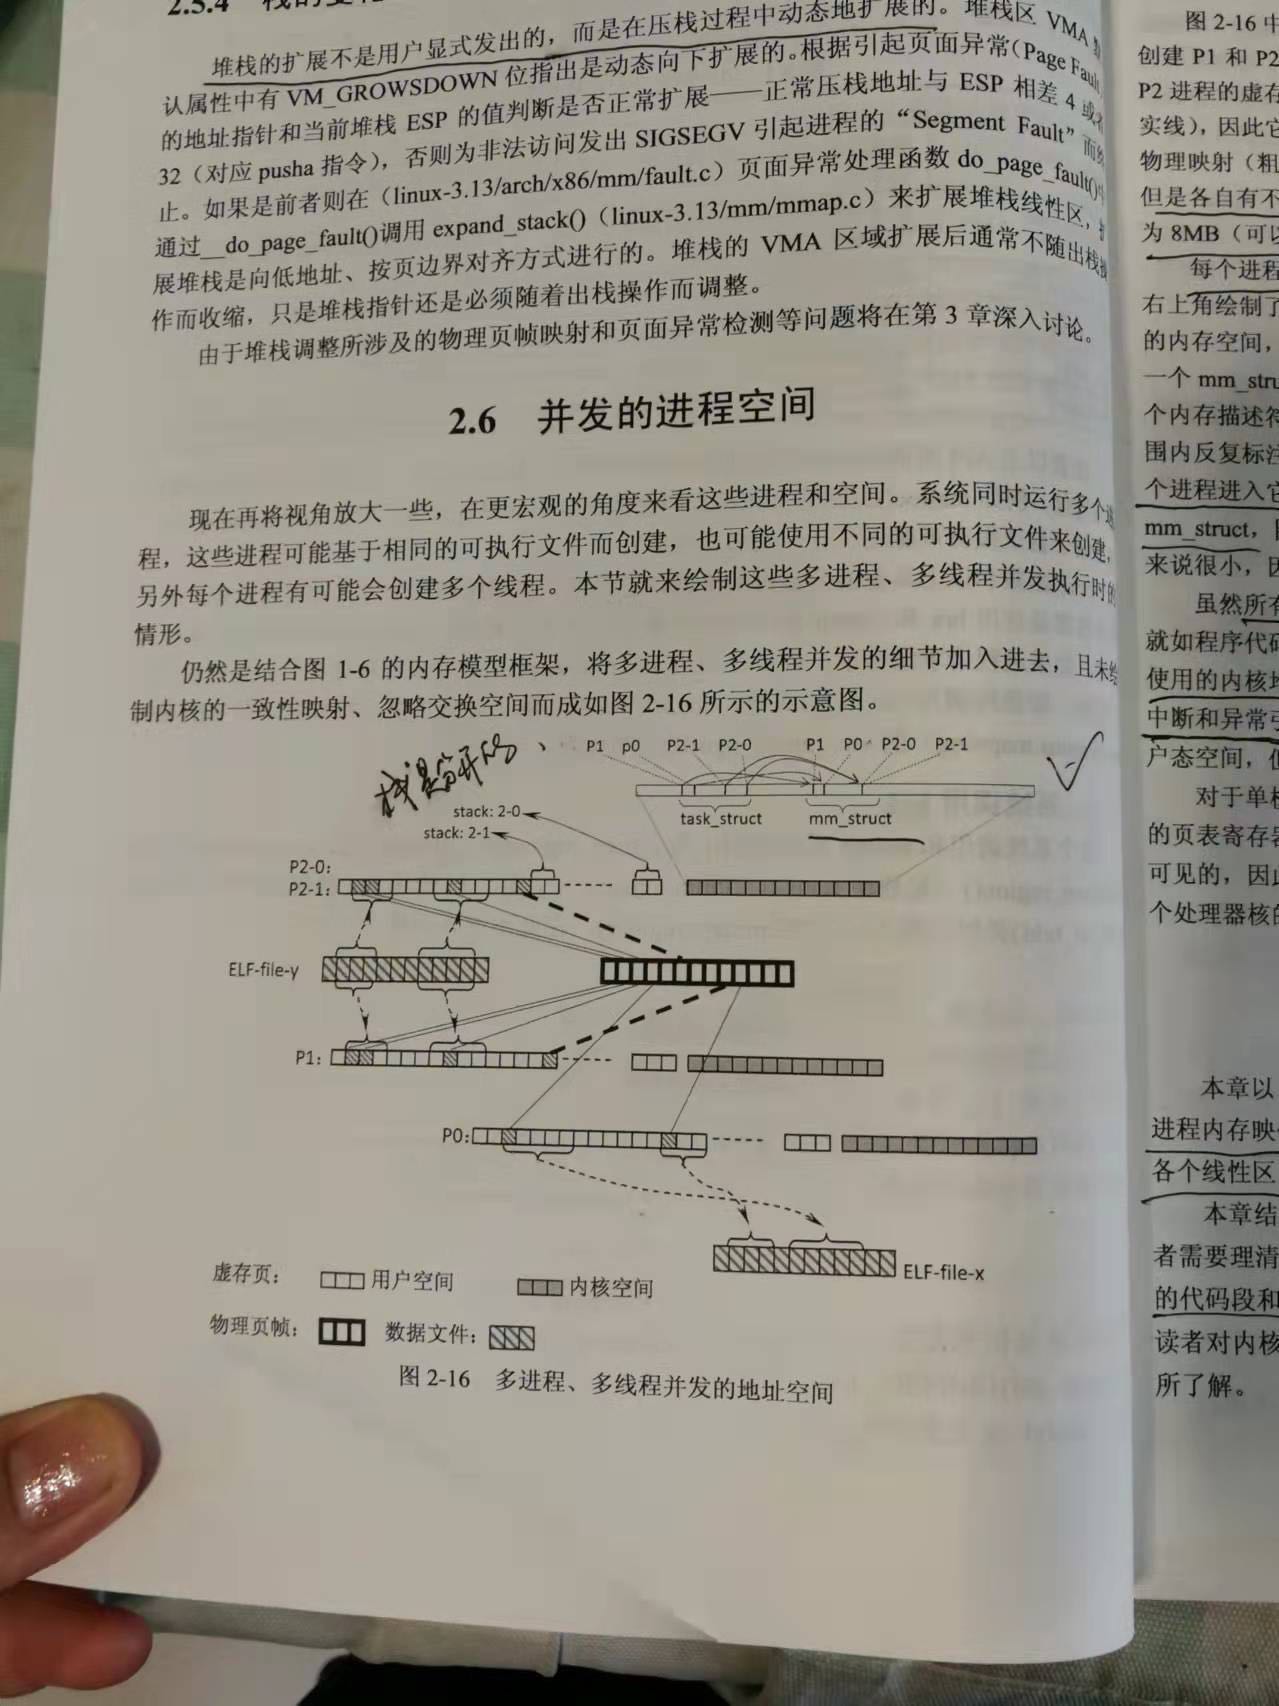 2.5.4
堆栈的扩展不是用户显式发出的，而是在压栈过程中动态地扩展的。堆栈区 VMA
认属性中有 VM_GROWSDOWN 位指出是动态向下扩展的。根据引起页面异常（Page Fault
的地址指针和当前堆栈 ESP 的值判断是否正常扩展——正常压栈地址与 ESP 相差 4 或者
32（对应 pusha 指令），否则为非法访问发出 SIGSEGV 引起进程的“Segment Fault”而终
止。如果是前者则在（linux-3.13/arch/x86/mm/fault.c）页面异常处理函数 do_page_fault()
通过__do_page_fault()调用 expand_stack()（linux-3.13/mm/mmap.c）来扩展堆栈线性区，扩
展堆栈是向低地址、按页边界对齐方式进行的。堆栈的 VMA 区域扩展后通常不随出栈操
作而收缩，只是堆栈指针还是必须随着出栈操作而调整。
由于堆栈调整所涉及的物理页帧映射和页面异常检测等问题将在第 3 章深入讨论。
2.6 并发的进程空间
现在再将视角放大一些，在更宏观的角度来看这些进程和空间。系统同时运行多个进
程，这些进程可能基于相同的可执行文件而创建，也可能使用不同的可执行文件来创建，
另外每个进程有可能会创建多个线程。本节就来绘制这些多进程、多线程并发执行时的
情形。
仍然是结合图 1-6 的内存模型框架，将多进程、多线程并发的细节加入进去，且未绘
制内核的一致性映射、忽略交换空间而成如图 2-16 所示的示意图。
栈是分开的、
P1 p0 P2-1 P2-0 P1 P0 P2-0 P2-1
task_struct mm_struct
stack: 2-0
stack: 2-1
P2-0:
P2-1:
ELF-file-y
P1:
P0:
ELF-file-x
虚存页： 用户空间 内核空间
物理页帧： 数据文件：
图 2-16 多进程、多线程并发的地址空间
图 2-16 中
创建 P1 和 P2
P2 进程的虚存
实线），因此它
物理映射（粗
但是各自有不
为 8MB（可以
每个进程
右上角绘制了
的内存空间，
一个 mm_stru
个内存描述符
围内反复标注
个进程进入它
mm_struct，
来说很小，因
虽然所有
就如程序代码
使用的内核地
中断和异常
户态空间，但
对于单核
的页表寄存器
可见的，因此
个处理器核的
本章以
进程内存映像
各个线性区
本章结
者需要理清
的代码段和
读者对内核
所了解。